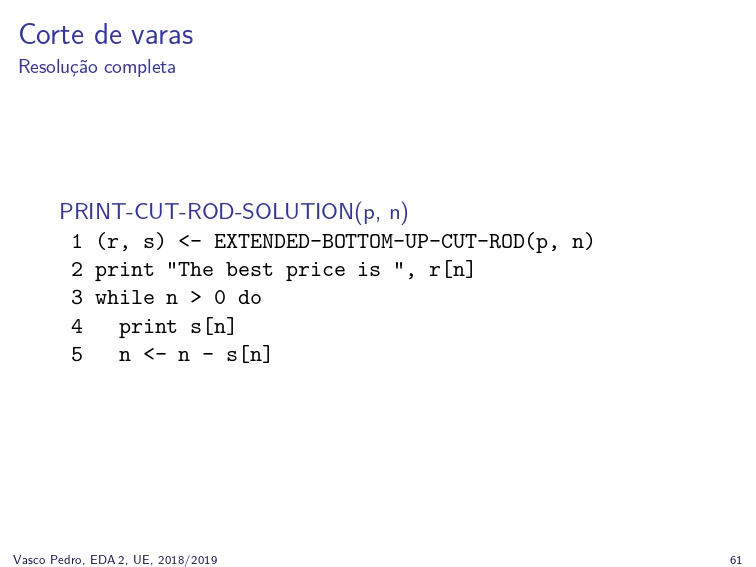 Corte de varas
Resolução completa
PRINT-CUT-ROD-SOLUTION(p, n)
1 (r, s) <- EXTENDED-BOTTOM-UP-CUT-ROD(p, n)
2 print "The best price is ", r[n]
3 while n > 0 do
4   print s[n]
5   n <- n - s[n]
Vasco Pedro, EDA 2, UE, 2018/2019 61